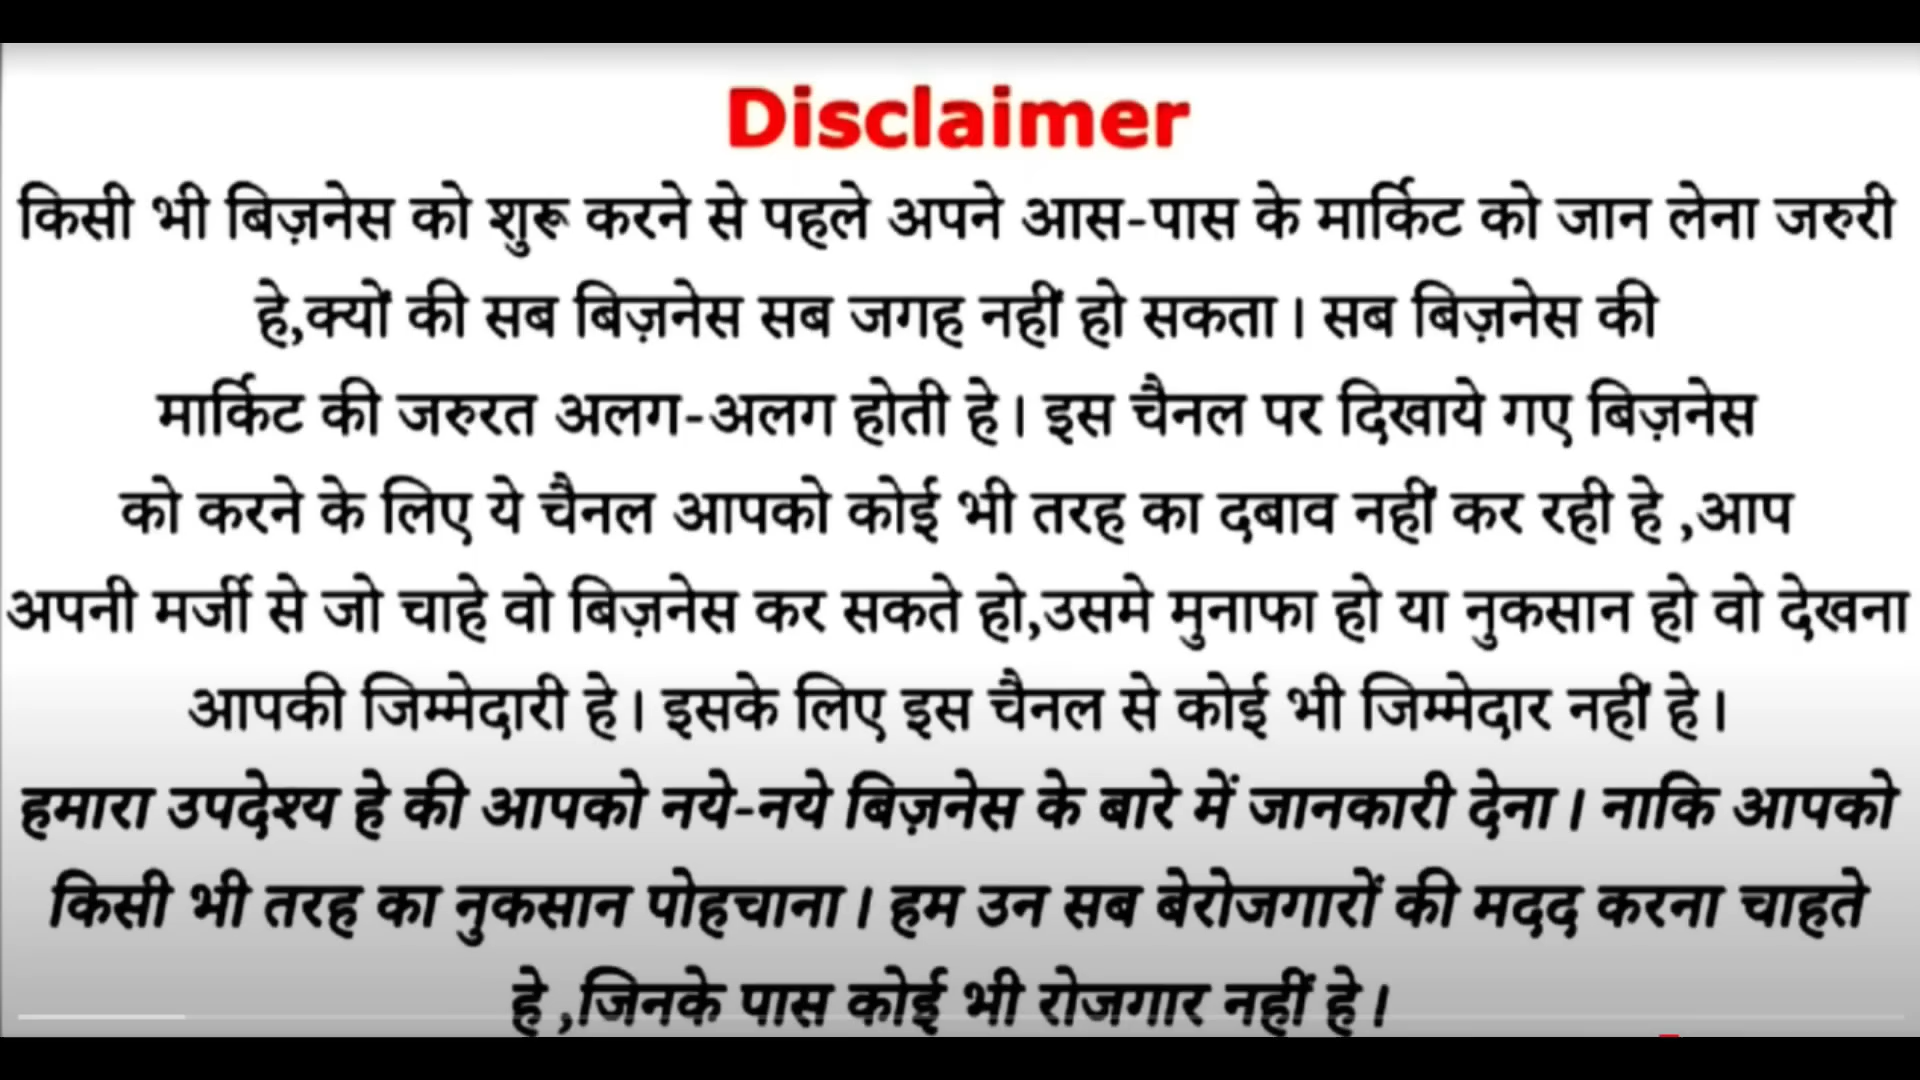 Disclaimer
किसी भी बिज़नेस को शुरू करने से पहले अपने आस-पास के मार्किट को जान लेना जरुरी
हे,क्यों की सब बिज़नेस सब जगह नहीं हो सकता। सब बिज़नेस की
मार्किट की जरुरत अलग-अलग होती हे। इस चैनल पर दिखाये गए बिज़नेस
को करने के लिए ये चैनल आपको कोई भी तरह का दबाव नहीं कर रही हे ,आप
अपनी मर्जी से जो चाहे वो बिज़नेस कर सकते हो,उसमे मुनाफा हो या नुकसान हो वो देखना
आपकी जिम्मेदारी हे। इसके लिए इस चैनल से कोई भी जिम्मेदार नहीं हे।
हमारा उपदेश्य हे की आपको नये-नये बिज़नेस के बारे में जानकारी देना। नाकि आपको
किसी भी तरह का नुकसान पोहचाना। हम उन सब बेरोजगारों की मदद करना चाहते
हे ,जिनके पास कोई भी रोजगार नहीं हे।